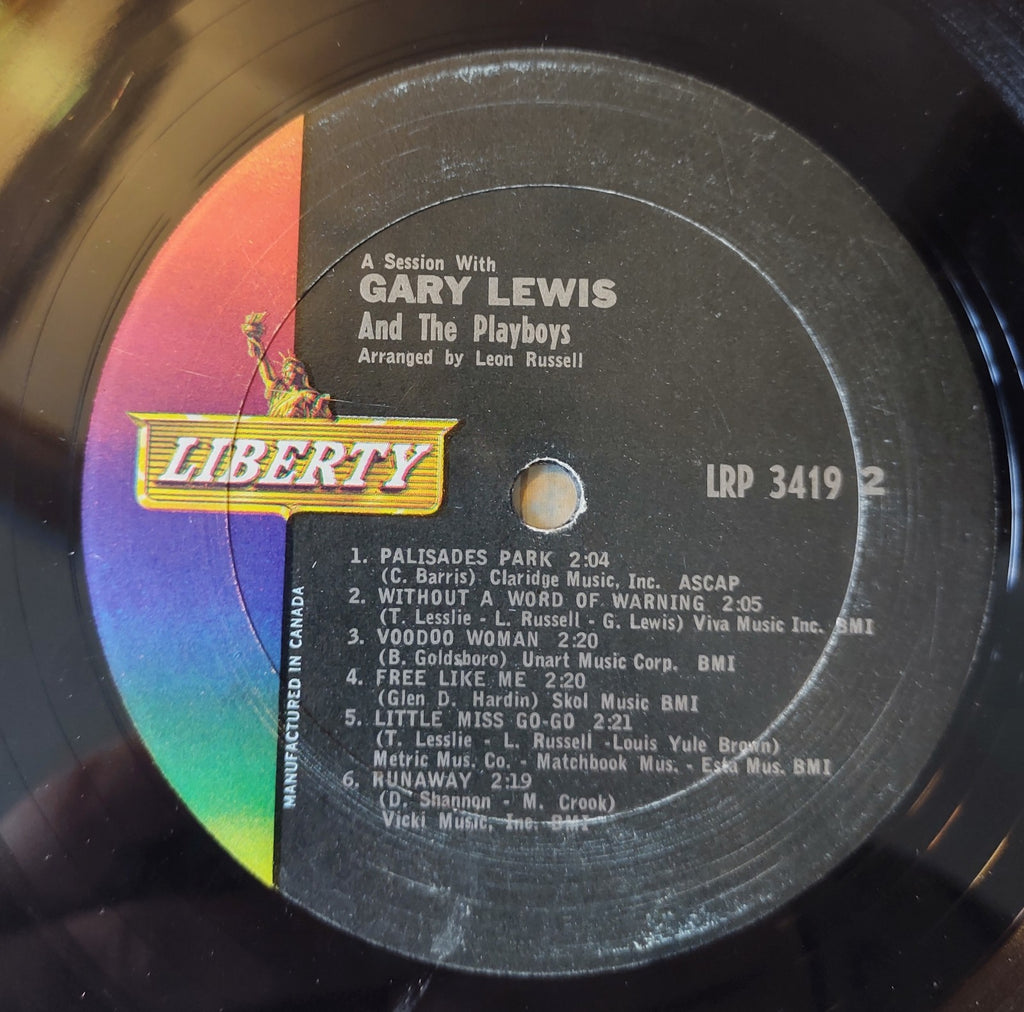 A Session With
GARY LEWIS
And The Playboys
Arranged by Leon Russell
LIBERTY
LRP 3419 2
1. PALISADES PARK 2:04
(C. Barris) Claridge Music, Inc. ASCAP
2. WITHOUT A WORD OF WARNING 2:05
(T. Lesslie - L. Russell - G. Lewis) Viva Music Inc. BMI
3. VOODOO WOMAN 2:20
(B. Goldsboro) Unart Music Corp. BMI
4. FREE LIKE ME 2:20
(Glen D. Hardin) Skol Music BMI
5. LITTLE MISS GO-GO 2:21
(T. Lesslie - L. Russell -Louis Yule Brown)
Metric Mus. Co. - Matchbook Mus. - Esta Mus. BMI
6. RUNAWAY 2:19
(D. Shannon - M. Crook)
Vicki Music, Inc. BMI
MANUFACTURED IN CANADA